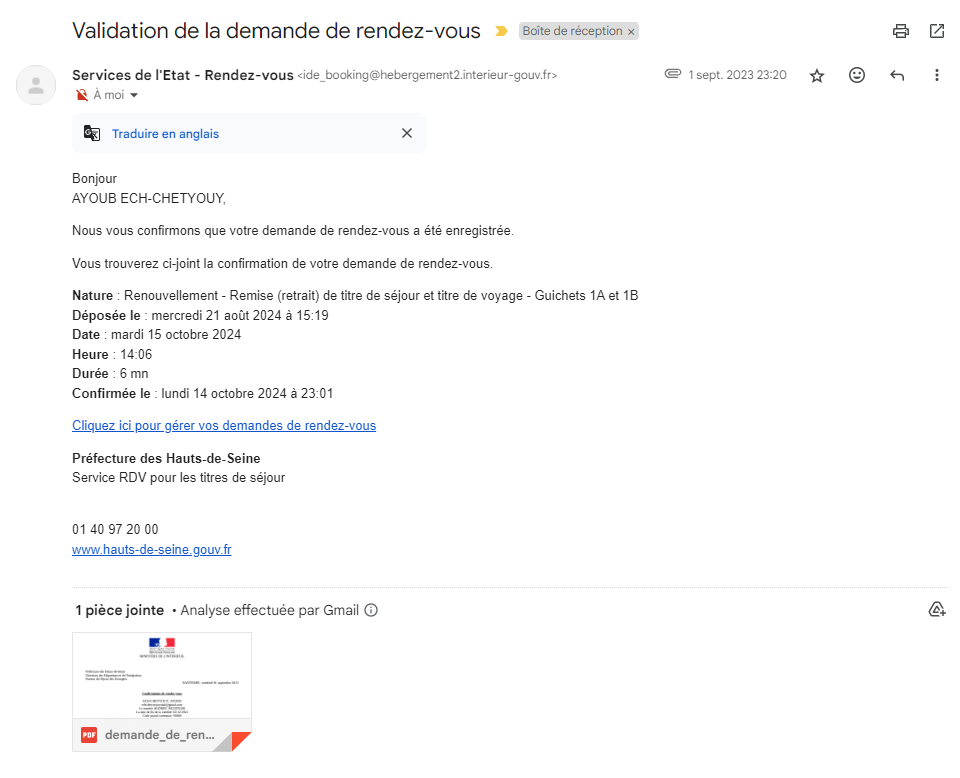 Validation de la demande de rendez-vous
Boîte de réception ×
Services de l'Etat - Rendez-vous <ide_booking@hebergement2.interieur-gouv.fr>
1 sept. 2023 23:20
À moi
Traduire en anglais
Bonjour
AYOUB ECH-CHETYOUY,
Nous vous confirmons que votre demande de rendez-vous a été enregistrée.
Vous trouverez ci-joint la confirmation de votre demande de rendez-vous.
Nature : Renouvellement - Remise (retrait) de titre de séjour et titre de voyage - Guichets 1A et 1B
Déposée le : mercredi 21 août 2024 à 15:19
Date : mardi 15 octobre 2024
Heure : 14:06
Durée : 6 mn
Confirmée le : lundi 14 octobre 2024 à 23:01
Cliquez ici pour gérer vos demandes de rendez-vous
Préfecture des Hauts-de-Seine
Service RDV pour les titres de séjour
01 40 97 20 00
www.hauts-de-seine.gouv.fr
1 pièce jointe • Analyse effectuée par Gmail
MINISTÈRE DE L'INTÉRIEUR
PDF demande_de_ren...